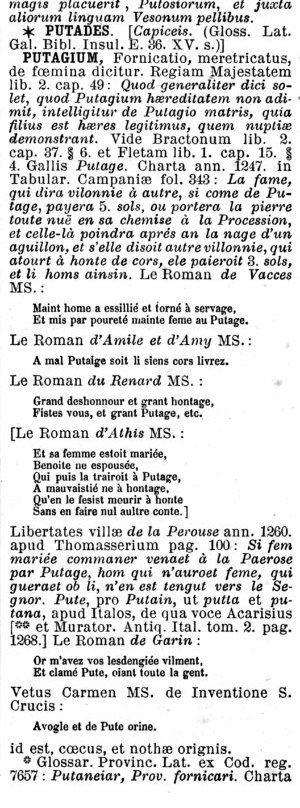 magis placuerit, Putosiorum, et juxta
aliorum linguam Vesonum pellibus.
* PUTADES. [Capiceis. (Gloss. Lat.
Gal. Bibl. Insul. E. 36. XV. s.)]
PUTAGIUM, Fornicatio, meretricatus,
de fœmina dicitur. Regiam Majestatem
lib. 2. cap. 49 : Quod generaliter dici so-
let, quod Putagium hæreditatem non adi-
mit, intelligitur de Putagio matris, quia
filius est hæres legitimus, quem nuptiæ
demonstrant. Vide Bractonum lib. 2.
cap. 37. § 6. et Fletam lib. 1. cap. 15. §
4. Gallis Putage. Charta ann. 1247. in
Tabular. Campaniæ fol. 343 : La fame,
qui dira vilonnie à autre, si come de Pu-
tage, payera 5. sols, ou portera la pierre
toute nuë en sa chemise à la Procession,
et celle-là poindra aprés an la nage d'un
aguillon, et s'elle disoit autre villonnie, qui
atourt à honte de cors, ele paieroit 3. sols,
et li homs ainsin. Le Roman de Vacces
MS. :
Maint home a essillié et torné à servage,
Et mis par poureté mainte feme au Putage.
Le Roman d'Amile et d'Amy MS. :
A mal Putaige soit li siens cors livrez.
Le Roman du Renard MS. :
Grand deshonnour et grant hontage,
Fistes vous, et grant Putage, etc.
[Le Roman d'Athis MS. :
Et sa femme estoit mariée,
Benoite ne espousée,
Qui puis la trairoit à Putage,
A mauvaistié ne à hontage,
Qu'en le fesist mourir à honte
Sans en faire nul aultre conte.]
Libertates villæ de la Perouse ann. 1260.
apud Thomasserium pag. 100 : Si fem
mariée commaner venaet à la Paerose
par Putage, hom qui n'auroet feme, qui
gueraet ob li, n'en est tengut vers le Se-
gnor. Pute, pro Putain, ut putta et pu-
tana, apud Italos, de qua voce Acarisius
[** et Murator. Antiq. Ital. tom. 2. pag.
1268.] Le Roman de Garin :
Or m'avez vos lesdengiée vilment,
Et clamé Pute, oiant toute la gent.
Vetus Carmen MS. de Inventione S.
Crucis :
Avogle et de Pute orine.
id est, cœcus, et nothæ orignis.
* Glossar. Provinc. Lat. ex Cod. reg.
7657 : Putaneiar, Prov. fornicari. Charta